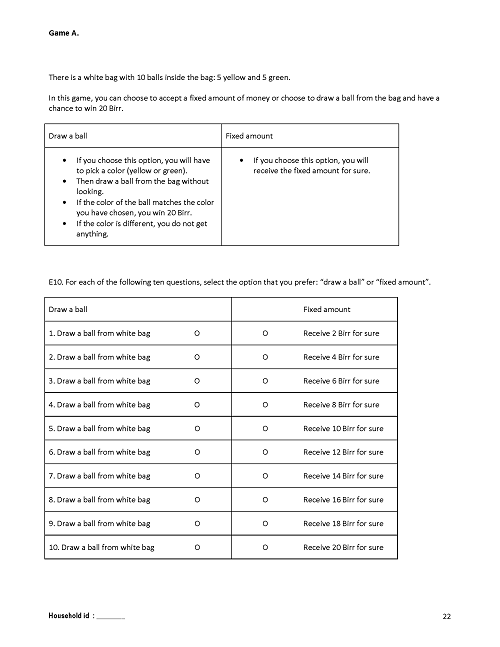 Game A.
There is a white bag with 10 balls inside the bag: 5 yellow and 5 green.
In this game, you can choose to accept a fixed amount of money or choose to draw a ball from the bag and have a
chance to win 20 Birr.
Draw a ball
Fixed amount
• If you choose this option, you will have
to pick a color (yellow or green).
• Then draw a ball from the bag without
looking.
• If the color of the ball matches the color
you have chosen, you win 20 Birr.
• If the color is different, you do not get
anything.
• If you choose this option, you will
receive the fixed amount for sure.
E10. For each of the following ten questions, select the option that you prefer: “draw a ball” or “fixed amount”.
Draw a ball Fixed amount
1. Draw a ball from white bag O O Receive 2 Birr for sure
2. Draw a ball from white bag O O Receive 4 Birr for sure
3. Draw a ball from white bag O O Receive 6 Birr for sure
4. Draw a ball from white bag O O Receive 8 Birr for sure
5. Draw a ball from white bag O O Receive 10 Birr for sure
6. Draw a ball from white bag O O Receive 12 Birr for sure
7. Draw a ball from white bag O O Receive 14 Birr for sure
8. Draw a ball from white bag O O Receive 16 Birr for sure
9. Draw a ball from white bag O O Receive 18 Birr for sure
10. Draw a ball from white bag O O Receive 20 Birr for sure
Household id : _______
22